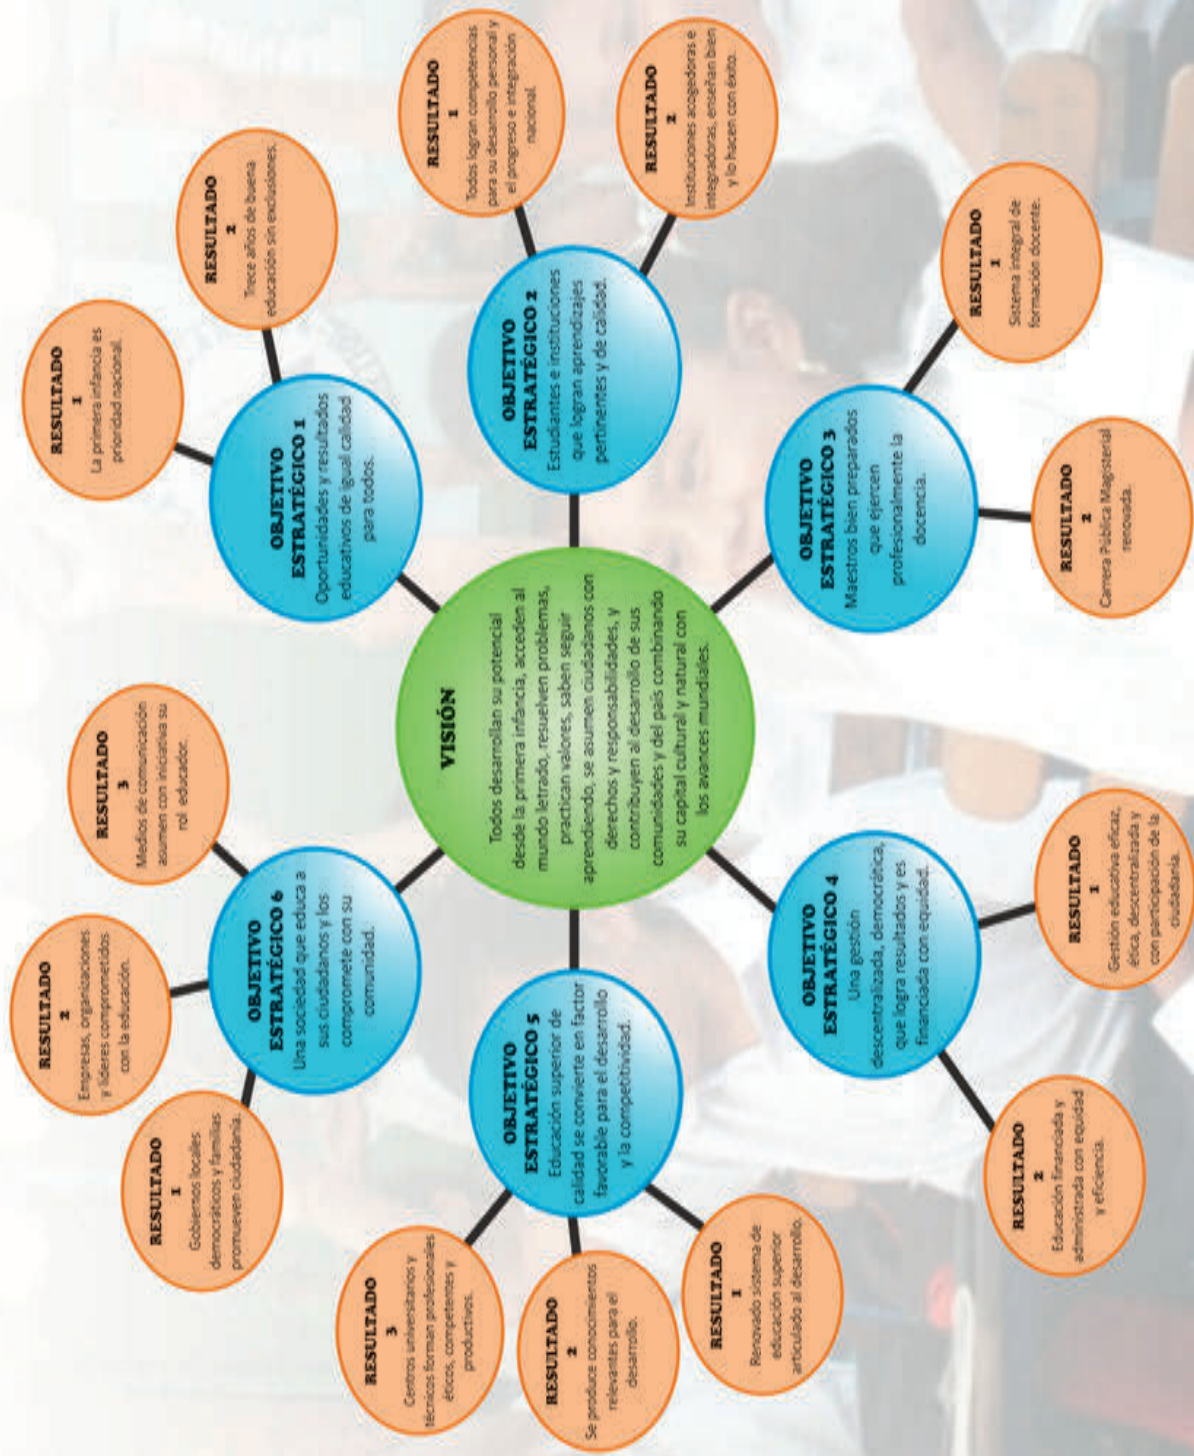 VISIÓN
Todos desarrollan su potencial
desde la primera infancia, acceden al
mundo letrado, resuelven problemas,
practican valores, saben seguir
aprendiendo, se asumen ciudadanos con
derechos y responsabilidades, y
contribuyen al desarrollo de sus
comunidades y del país combinando
su capital cultural y natural con
los avances mundiales.
OBJETIVO
ESTRATÉGICO 1
Oportunidades y resultados
educativos de igual calidad
para todos.
RESULTADO
1
La primera infancia es
prioridad nacional.
RESULTADO
2
Trece años de buena
educación sin exclusiones.
OBJETIVO
ESTRATÉGICO 2
Estudiantes e instituciones
que logran aprendizajes
pertinentes y de calidad.
RESULTADO
1
Todos logran competencias
para su desarrollo personal y
el progreso e integración
nacional.
RESULTADO
2
Instituciones acogedoras e
integradoras, enseñan bien
y lo hacen con éxito.
OBJETIVO
ESTRATÉGICO 3
Maestros bien preparados
que ejercen
profesionalmente la
docencia.
RESULTADO
1
Sistema integral de
formación docente.
RESULTADO
2
Carrera Pública Magisterial
renovada.
OBJETIVO
ESTRATÉGICO 4
Una gestión
descentralizada, democrática,
que logra resultados y es
financiada con equidad.
RESULTADO
1
Gestión educativa eficaz,
ética, descentralizada y
con participación de la
ciudadanía.
RESULTADO
2
Educación financiada y
administrada con equidad
y eficiencia.
OBJETIVO
ESTRATÉGICO 5
Educación superior de
calidad se convierte en factor
favorable para el desarrollo
y la competitividad.
RESULTADO
1
Renovado sistema de
educación superior
articulado al desarrollo.
RESULTADO
2
Se produce conocimientos
relevantes para el
desarrollo.
RESULTADO
3
Centros universitarios y
técnicos forman profesionales
éticos, competentes y
productivos.
OBJETIVO
ESTRATÉGICO 6
Una sociedad que educa a
sus ciudadanos y los
compromete con su
comunidad.
RESULTADO
1
Gobiernos locales
democráticos y familias
promueven ciudadanía.
RESULTADO
2
Empresas, organizaciones
y líderes comprometidos
con la educación.
RESULTADO
3
Medios de comunicación
asumen con iniciativa su
rol educador.